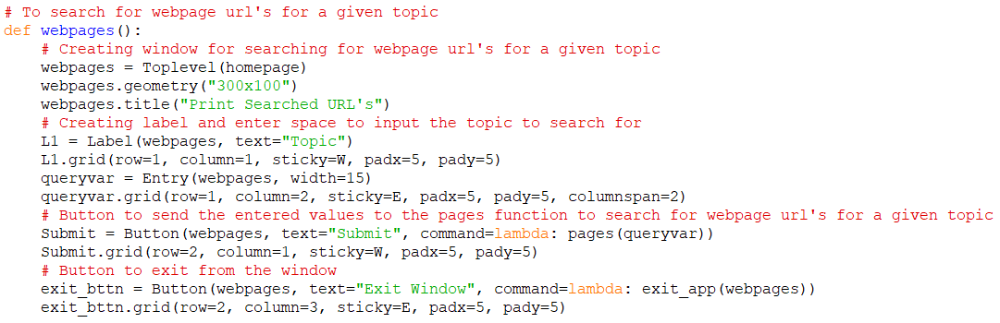 # To search for webpage url's for a given topic
def webpages():
    # Creating window for searching for webpage url's for a given topic
    webpages = Toplevel(homepage)
    webpages.geometry("300x100")
    webpages.title("Print Searched URL's")
    # Creating label and enter space to input the topic to search for
    L1 = Label(webpages, text="Topic")
    L1.grid(row=1, column=1, sticky=W, padx=5, pady=5)
    queryvar = Entry(webpages, width=15)
    queryvar.grid(row=1, column=2, sticky=E, padx=5, pady=5, columnspan=2)
    # Button to send the entered values to the pages function to search for webpage url's for a given topic
    Submit = Button(webpages, text="Submit", command=lambda: pages(queryvar))
    Submit.grid(row=2, column=1, sticky=W, padx=5, pady=5)
    # Button to exit from the window
    exit_bttn = Button(webpages, text="Exit Window", command=lambda: exit_app(webpages))
    exit_bttn.grid(row=2, column=3, sticky=E, padx=5, pady=5)